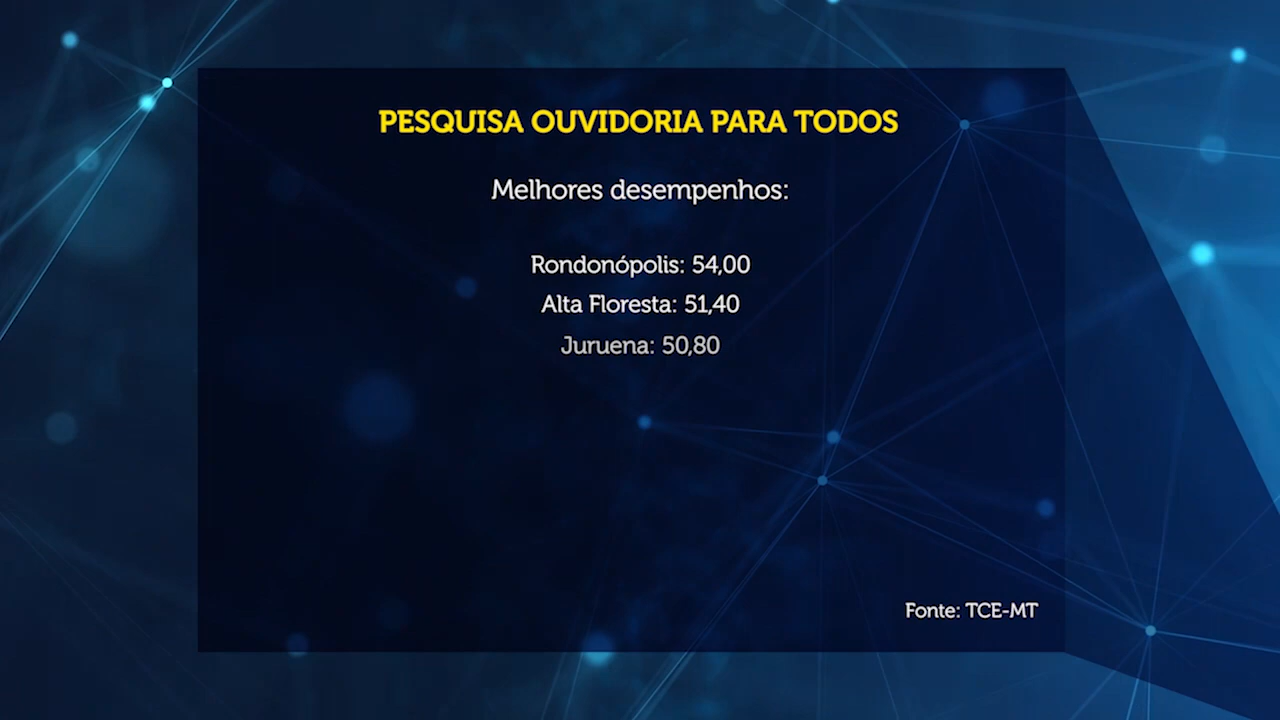 PESQUISA OUVIDORIA PARA TODOS
Melhores desempenhos:
Rondonópolis: 54,00
Alta Floresta: 51,40
Juruena: 50,80
Fonte: TCE-MT